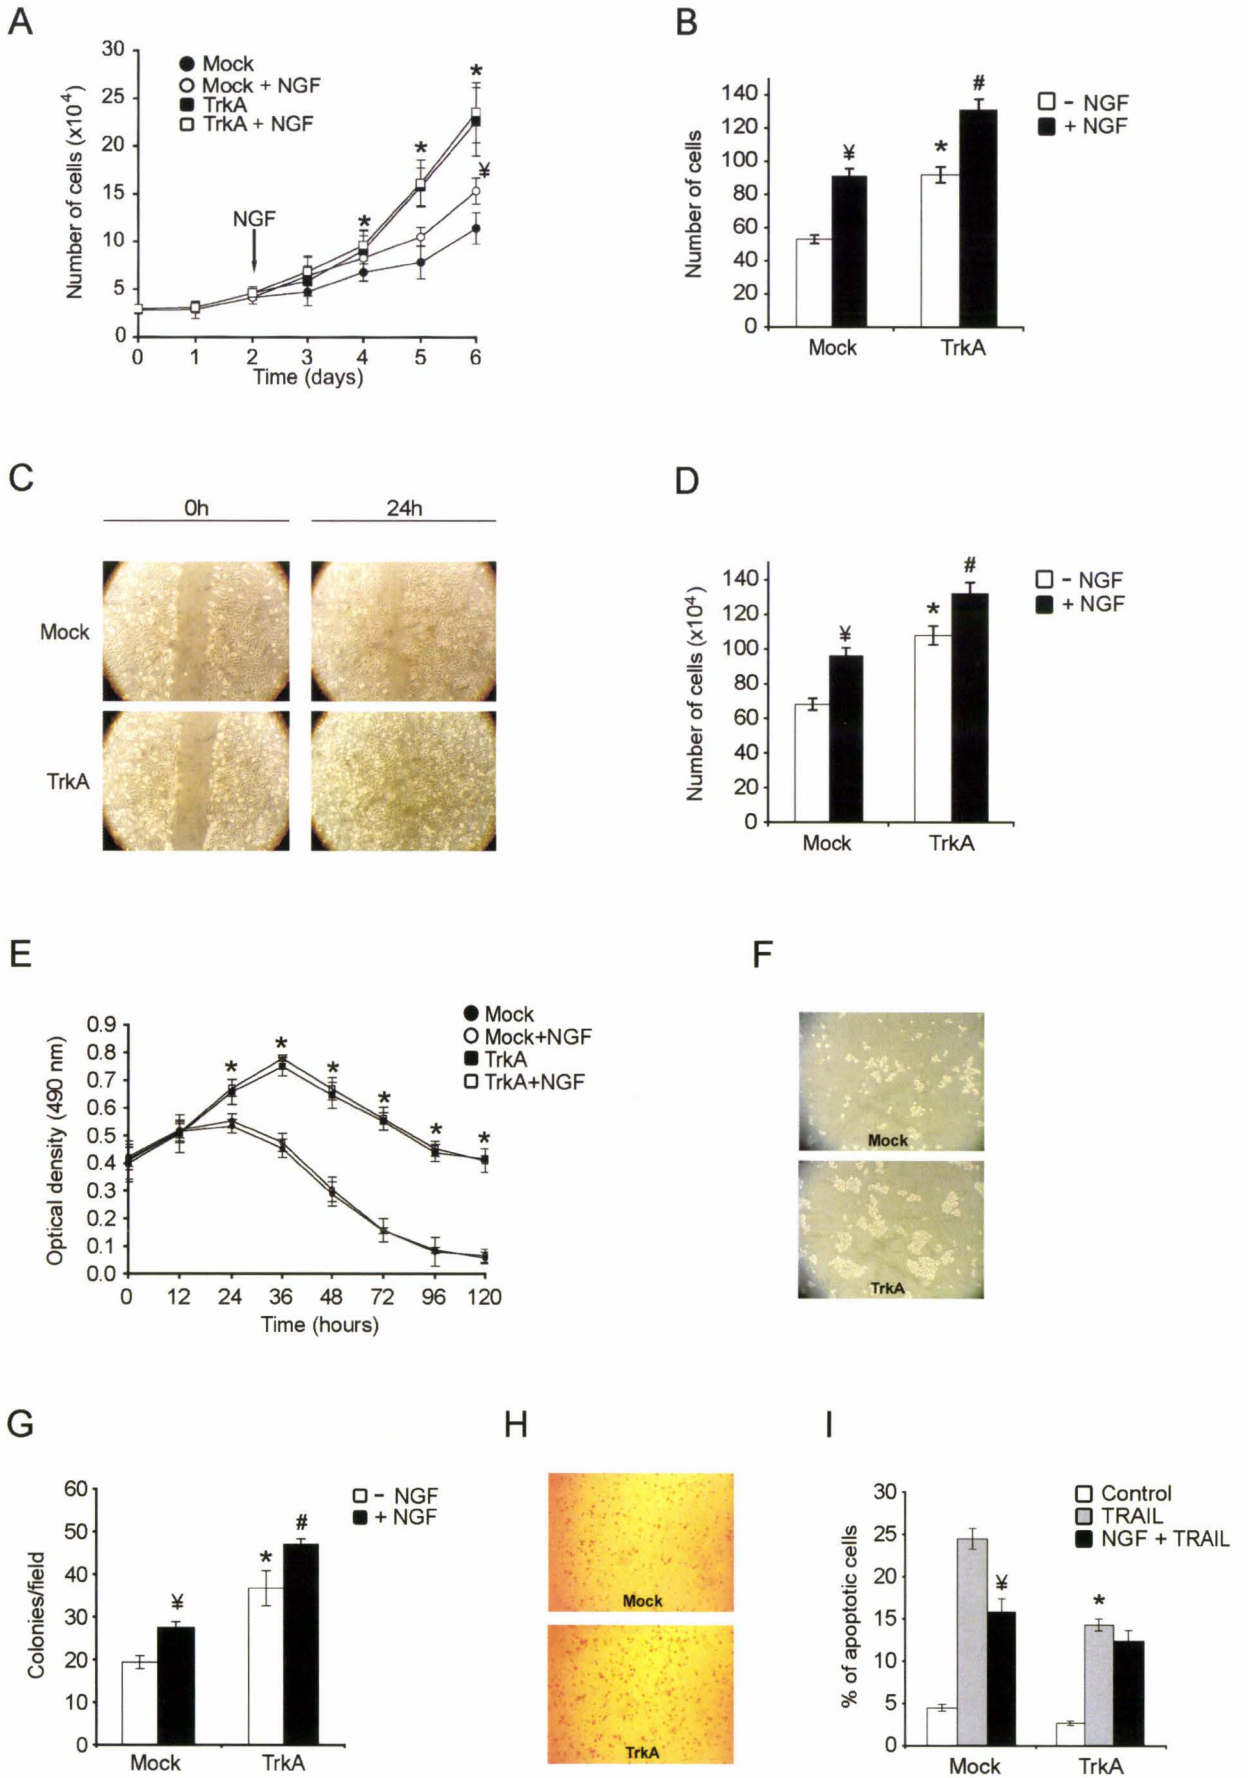 A
30
25
20
15
10
5
0
Number of cells (x10⁴)
Mock
Mock + NGF
TrkA
TrkA + NGF
NGF
*
*
*
¥
0 1 2 3 4 5 6
Time (days)
B
140
120
100
80
60
40
20
0
Number of cells
- NGF
+ NGF
¥
*
#
Mock TrkA
C
0h 24h
Mock
TrkA
D
140
120
100
80
60
40
20
0
Number of cells (x10⁴)
- NGF
+ NGF
¥
*
#
Mock TrkA
E
0.9
0.8
0.7
0.6
0.5
0.4
0.3
0.2
0.1
0.0
Optical density (490 nm)
Mock
Mock+NGF
TrkA
TrkA+NGF
* * * * * *
0 12 24 36 48 72 96 120
Time (hours)
F
Mock
TrkA
G
60
50
40
30
20
10
0
Colonies/field
- NGF
+ NGF
¥
*
#
Mock TrkA
H
Mock
TrkA
I
30
25
20
15
10
5
0
% of apoptotic cells
Control
TRAIL
NGF + TRAIL
¥
*
Mock TrkA